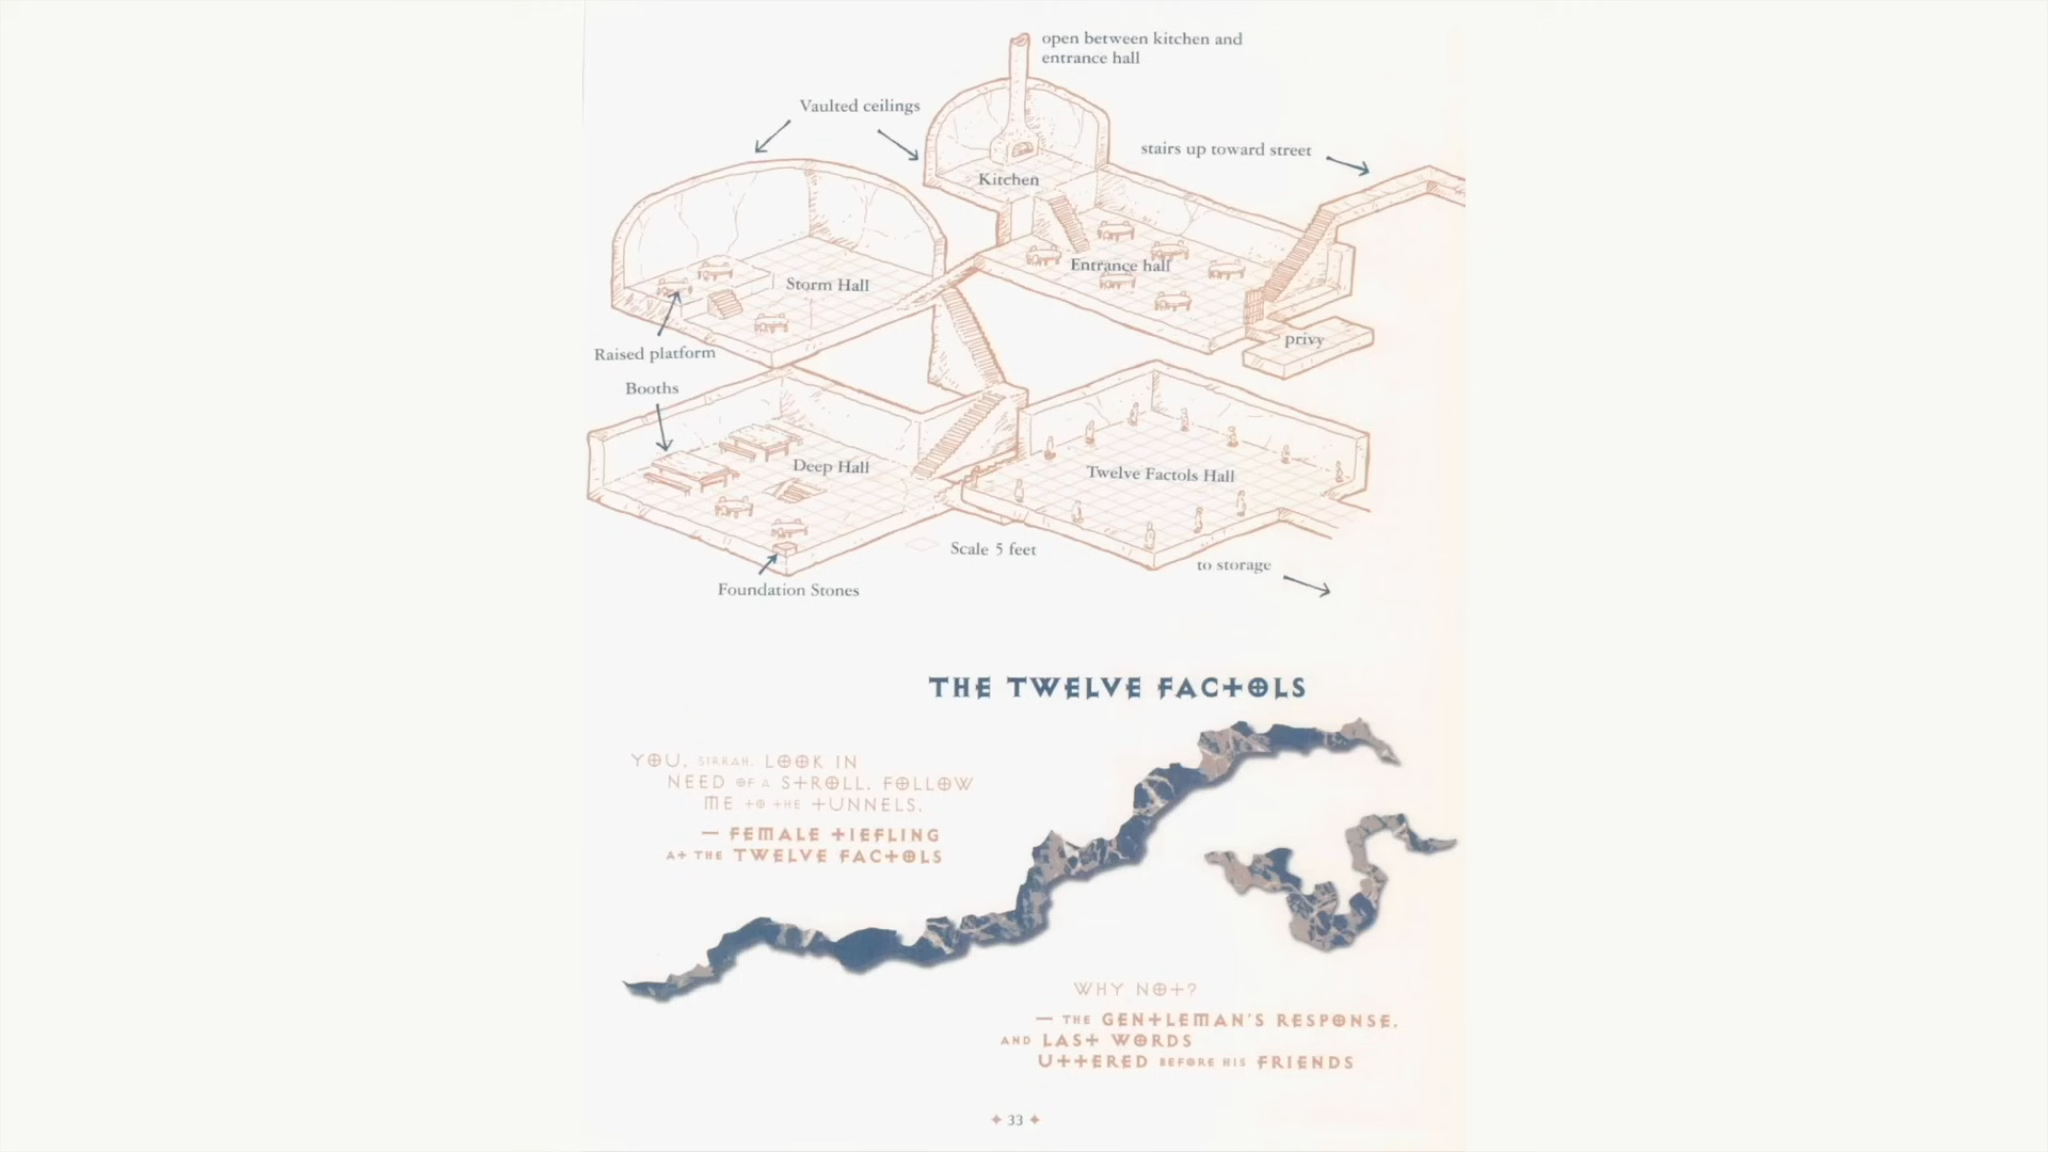 open between kitchen and
entrance hall
Vaulted ceilings
stairs up toward street
Kitchen
Entrance hall
Storm Hall
privy
Raised platform
Booths
Deep Hall
Twelve Factols Hall
Scale 5 feet
to storage
Foundation Stones
THE TWELVE FACTOLS
YOU, SIRRAH, LOOK IN
NEED OF A STROLL. FOLLOW
ME TO THE TUNNELS.
— FEMALE TIEFLING
AT THE TWELVE FACTOLS
WHY NOT?
— THE GENTLEMAN'S RESPONSE,
AND LAST WORDS
UTTERED BEFORE HIS FRIENDS
33